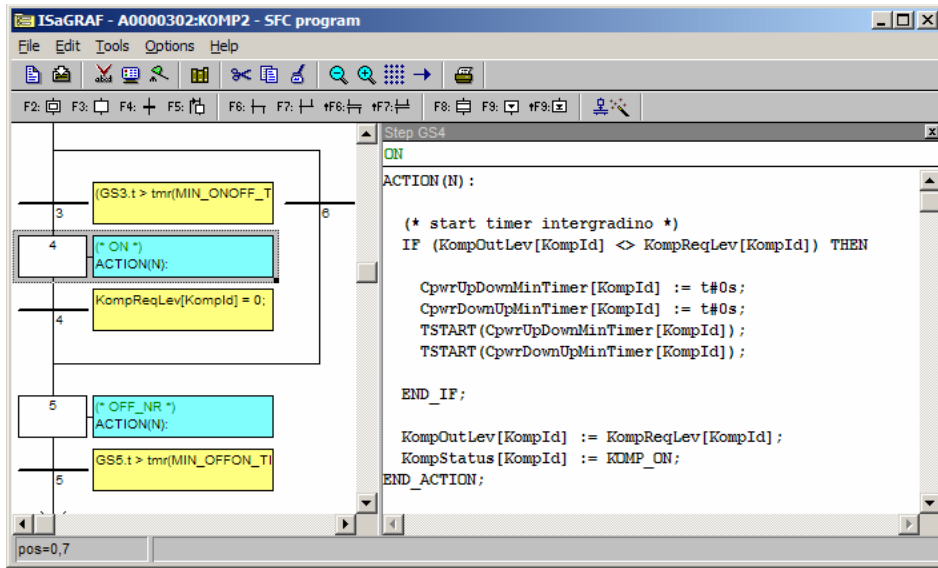 ISaGRAF - A0000302:KOMP2 - SFC program
File Edit Tools Options Help
F2: F3: F4: F5: F6: F7: ↑F6: ↑F7: F8: F9: ↑F9:
Step GS4
ON
(GS3.t > tmr(MIN_ONOFF_T
3
6
4
(* ON *)
ACTION(N):
KompReqLev[KompId] = 0;
4
5
(* OFF_NR *)
ACTION(N):
GS5.t > tmr(MIN_OFFON_TI
5
ACTION(N):
(* start timer intergradino *)
IF (KompOutLev[KompId] <> KompReqLev[KompId]) THEN
CpwrUpDownMinTimer[KompId] := t#0s;
CpwrDownUpMinTimer[KompId] := t#0s;
TSTART(CpwrUpDownMinTimer[KompId]);
TSTART(CpwrDownUpMinTimer[KompId]);
END_IF;
KompOutLev[KompId] := KompReqLev[KompId];
KompStatus[KompId] := KOMP_ON;
END_ACTION;
pos=0,7